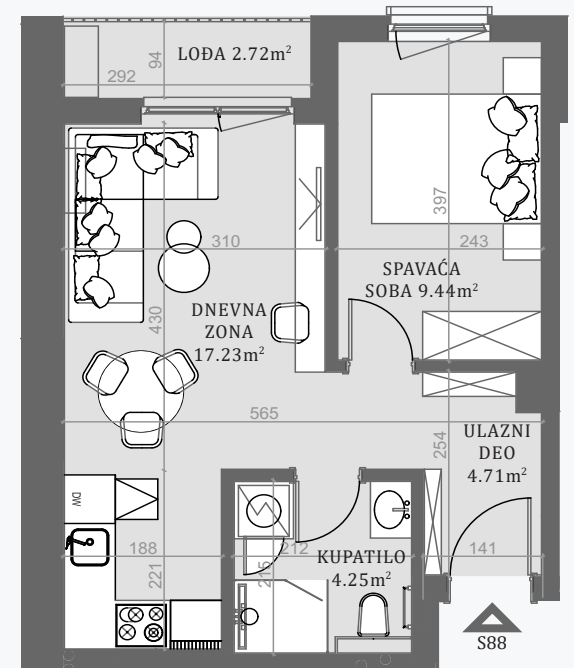 LOĐA 2.72m²
94
292
397
310
243
SPAVAĆA
SOBA 9.44m²
DNEVNA
ZONA
17.23m²
430
565
254
ULAZNI
DEO
4.71m²
DW
188
212
141
KUPATILO
4.25m²
221
215
S88